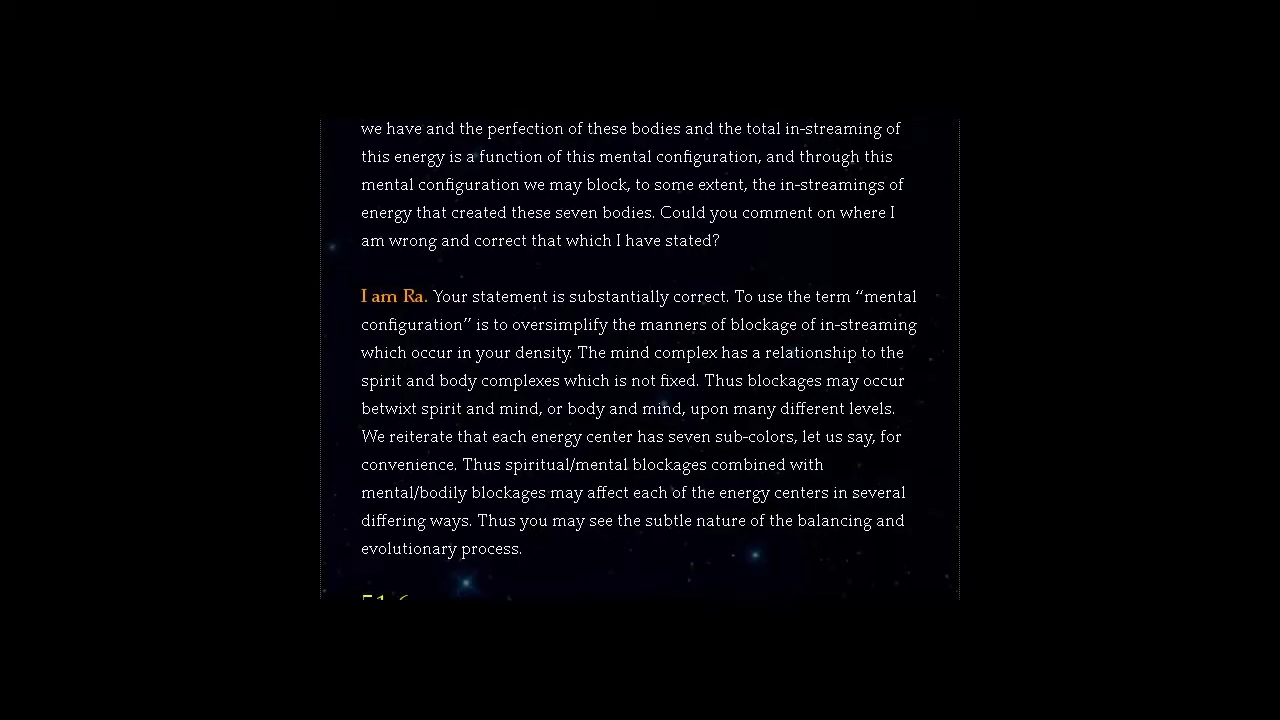 we have and the perfection of these bodies and the total in-streaming of
this energy is a function of this mental configuration, and through this
mental configuration we may block, to some extent, the in-streamings of
energy that created these seven bodies. Could you comment on where I
am wrong and correct that which I have stated?
I am Ra. Your statement is substantially correct. To use the term “mental
configuration” is to oversimplify the manners of blockage of in-streaming
which occur in your density. The mind complex has a relationship to the
spirit and body complexes which is not fixed. Thus blockages may occur
betwixt spirit and mind, or body and mind, upon many different levels.
We reiterate that each energy center has seven sub-colors, let us say, for
convenience. Thus spiritual/mental blockages combined with
mental/bodily blockages may affect each of the energy centers in several
differing ways. Thus you may see the subtle nature of the balancing and
evolutionary process.